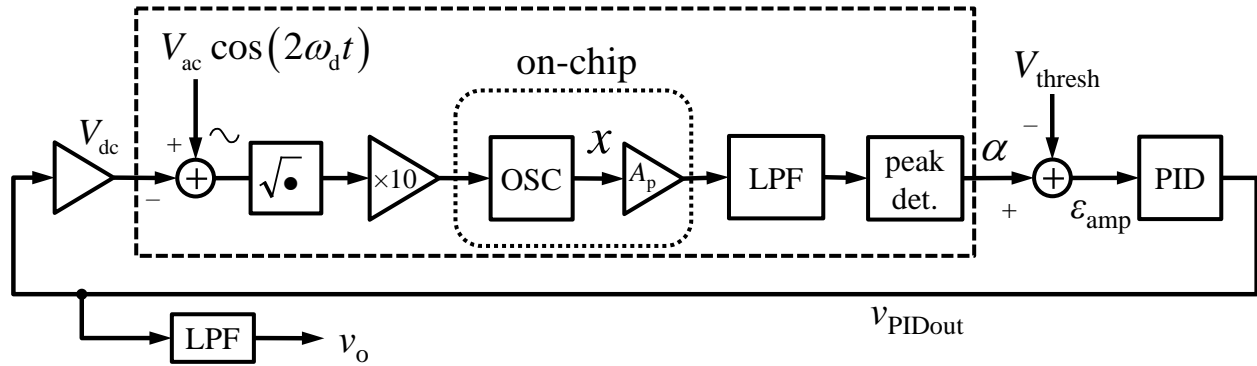 V_ac cos(2ω_d t)
on-chip
V_thresh
V_dc
+
∼
−
+
√•
×10
OSC
x
A_p
LPF
peak
det.
α
−
+
+
ε_amp
PID
v_PIDout
LPF
v_o